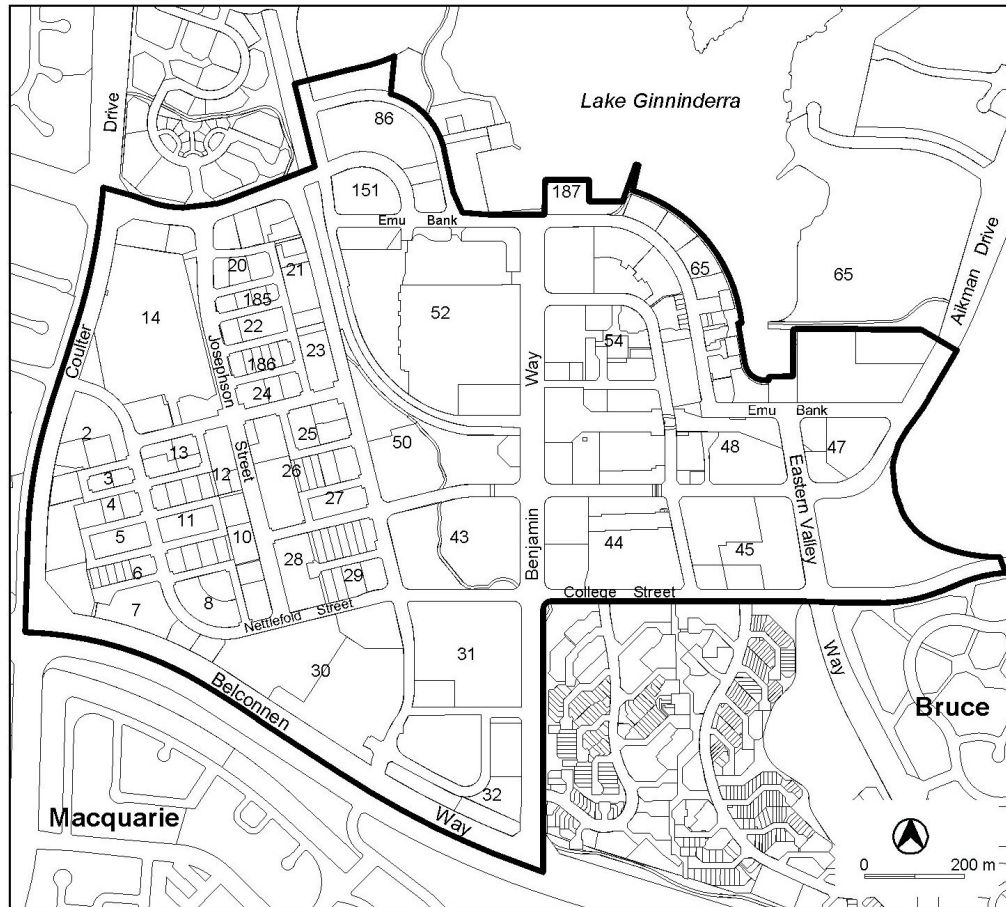 Lake Ginninderra
Drive
86
151
187
Emu Bank
20
21
65
65
Aikman Drive
185
14
52
22
Coulter
Josephson
Street
186
23
54
24
Way
Emu Bank
2
25
13
50
48
47
3
12
26
4
27
Eastern Valley
Way
11
5
10
43
Benjamin
44
45
28
6
29
7
8
College Street
Nettlefold Street
30
31
Belconnen
Way
Bruce
32
Macquarie
0 200 m